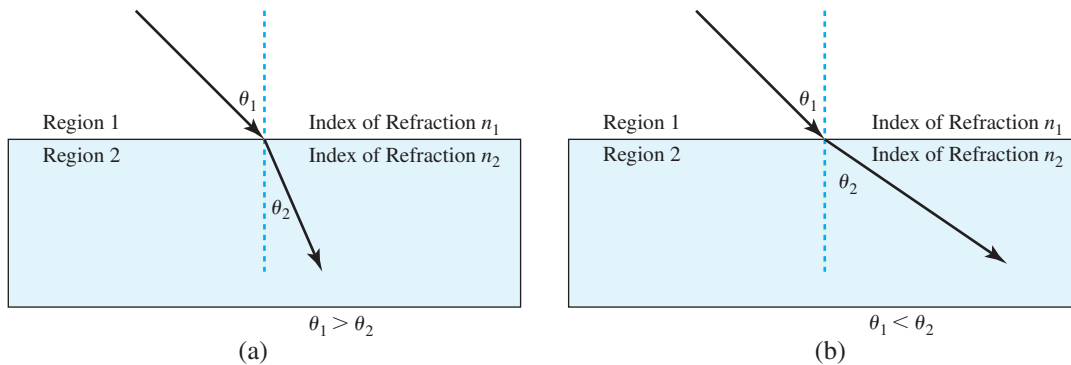 θ₁
Region 1
Index of Refraction n₁
Region 2
Index of Refraction n₂
θ₂
θ₁ > θ₂
(a)
θ₁
Region 1
Index of Refraction n₁
Region 2
Index of Refraction n₂
θ₂
θ₁ < θ₂
(b)